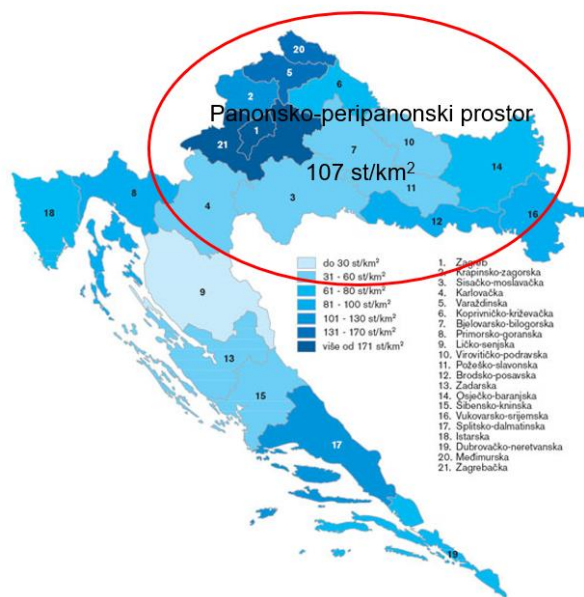 20
5
2
6
Panonsko-peripanonski prostor
1
21
7
10
107 st/km²
14
11
18
8
4
3
12
16
9
do 30 st/km²
31 - 60 st/km²
61 - 80 st/km²
81 - 100 st/km²
101 - 130 st/km²
131 - 170 st/km²
više od 171 st/km²
13
15
17
19
1. Zagreb
2. Krapinsko-zagorska
3. Sisačko-moslavačka
4. Karlovačka
5. Varaždinska
6. Koprivničko-križevačka
7. Bjelovarsko-bilogorska
8. Primorsko-goranska
9. Ličko-senjska
10. Virovitičko-podravska
11. Požeško-slavonska
12. Brodsko-posavska
13. Zadarska
14. Osječko-baranjska
15. Šibensko-kninska
16. Vukovarsko-srijemska
17. Splitsko-dalmatinska
18. Istarska
19. Dubrovačko-neretvanska
20. Međimurska
21. Zagrebačka